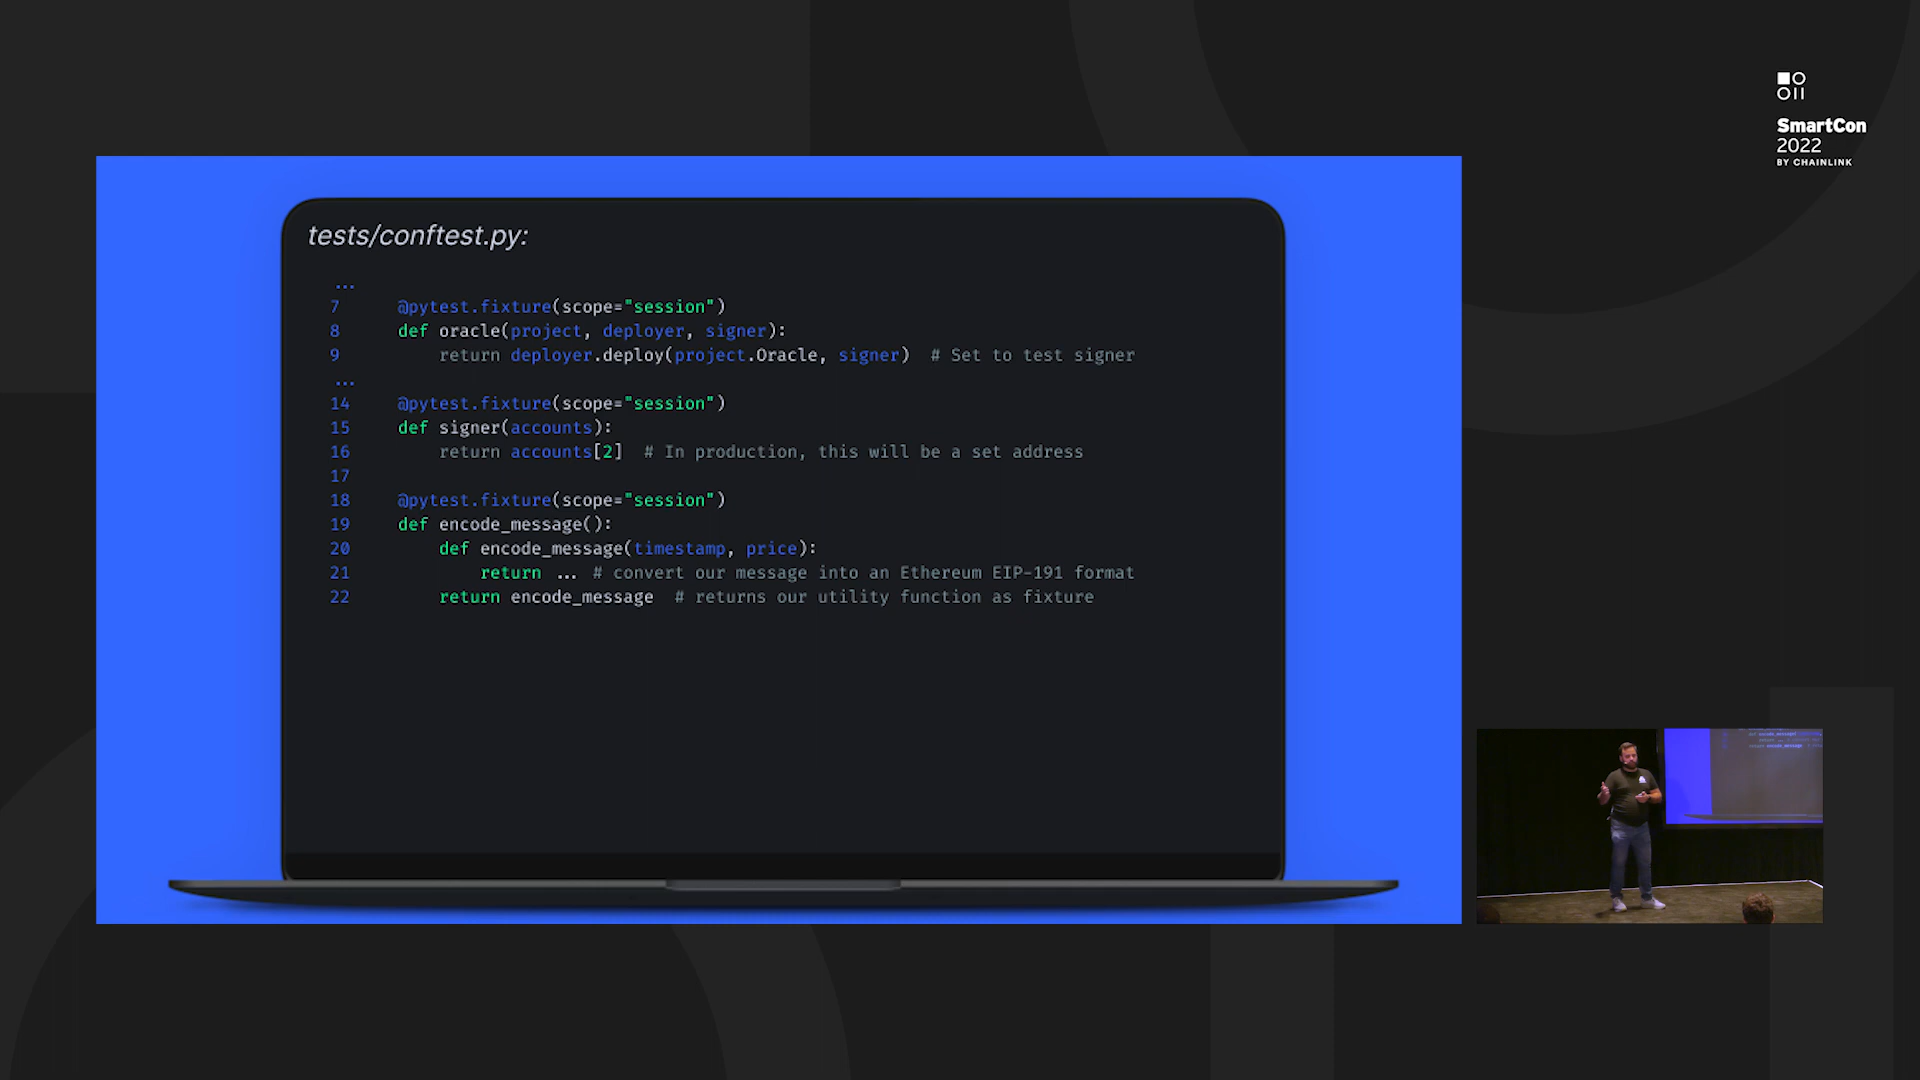 SmartCon
2022
BY CHAINLINK
tests/conftest.py:
...
7 @pytest.fixture(scope="session")
8 def oracle(project, deployer, signer):
9 return deployer.deploy(project.Oracle, signer) # Set to test signer
...
14 @pytest.fixture(scope="session")
15 def signer(accounts):
16 return accounts[2] # In production, this will be a set address
17
18 @pytest.fixture(scope="session")
19 def encode_message():
20 def encode_message(timestamp, price):
21 return ... # convert our message into an Ethereum EIP-191 format
22 return encode_message # returns our utility function as fixture